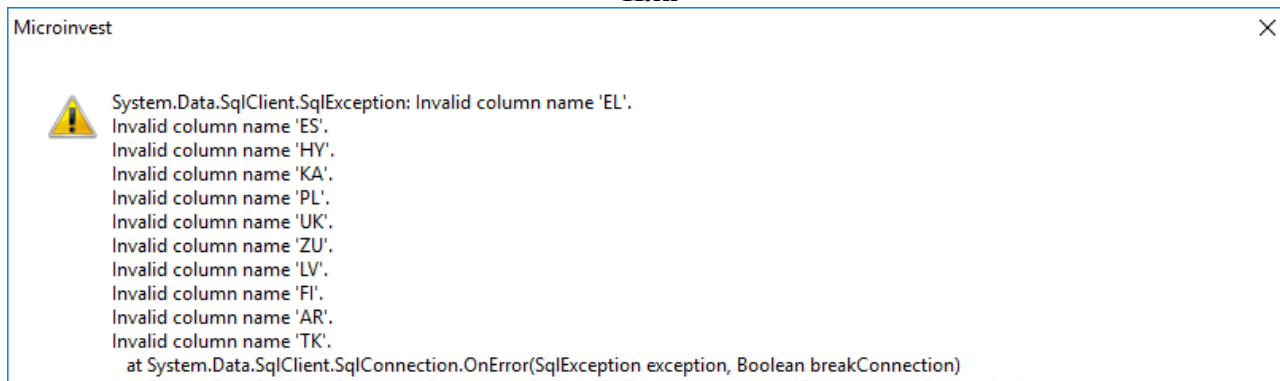 Microinvest
System.Data.SqlClient.SqlException: Invalid column name 'EL'.
Invalid column name 'ES'.
Invalid column name 'HY'.
Invalid column name 'KA'.
Invalid column name 'PL'.
Invalid column name 'UK'.
Invalid column name 'ZU'.
Invalid column name 'LV'.
Invalid column name 'FI'.
Invalid column name 'AR'.
Invalid column name 'TK'.
at System.Data.SqlClient.SqlConnection.OnError(SqlException exception, Boolean breakConnection)